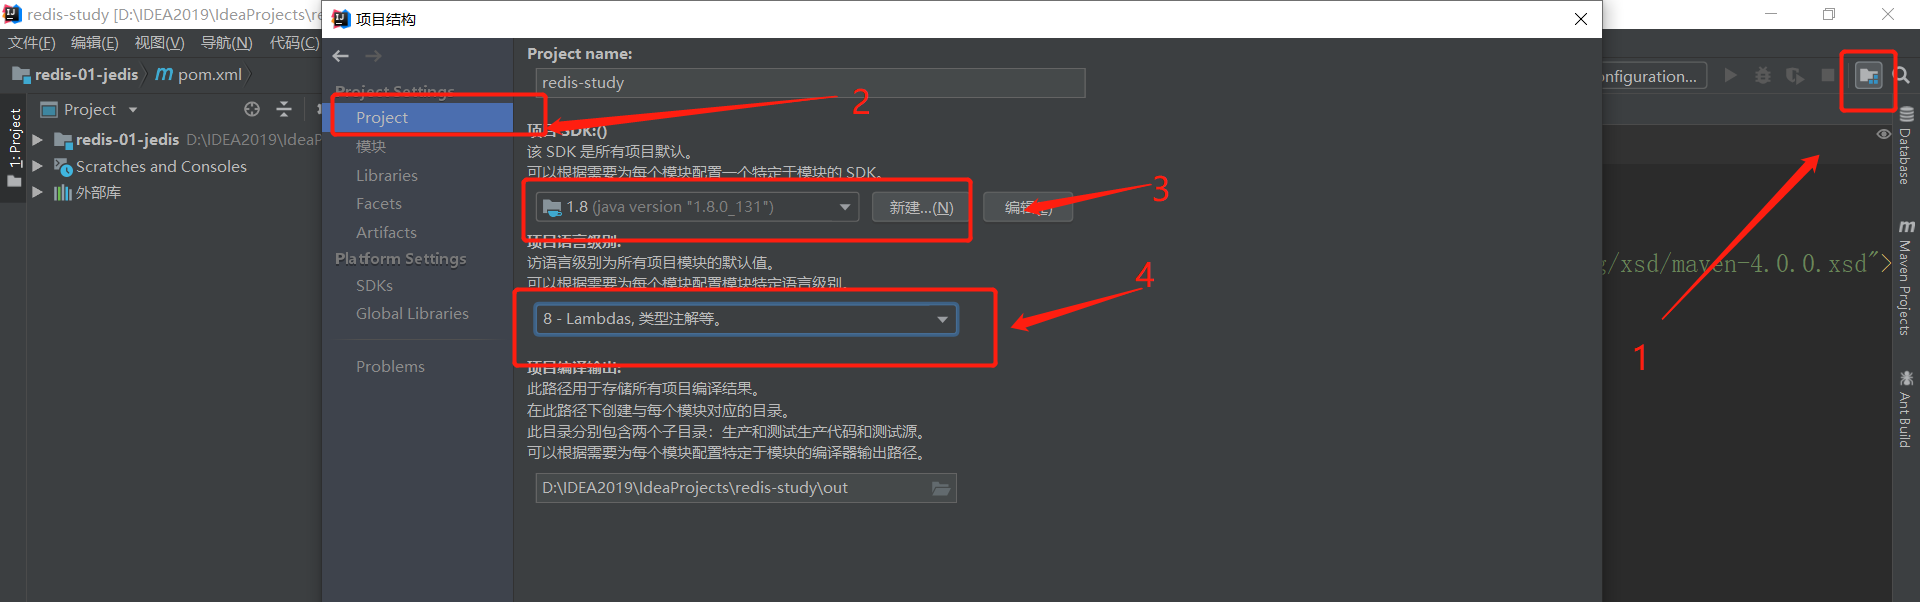 redis-study [D:\IDEA2019\IdeaProjects\re
项目结构
文件(F) 编辑(E) 视图(V) 导航(N) 代码(C)
redis-01-jedis pom.xml
onfiguration...
Project
redis-01-jedis D:\IDEA2019\IdeaP
Scratches and Consoles
外部库
1: Project
Project Settings
Project
模块
Libraries
Facets
Artifacts
Platform Settings
SDKs
Global Libraries
Problems
Project name:
redis-study
2
项目 SDK:()
该 SDK 是所有项目默认。
可以根据需要为每个模块配置一个特定于模块的 SDK。
1.8 (java version "1.8.0_131")
新建...(N)
编辑
3
项目语言级别:
访语言级别为所有项目模块的默认值。
可以根据需要为每个模块配置模块特定语言级别。
8 - Lambdas, 类型注解等。
4
项目编译输出:
此路径用于存储所有项目编译结果。
在此路径下创建与每个模块对应的目录。
此目录分别包含两个子目录：生产和测试生产代码和测试源。
可以根据需要为每个模块配置特定于模块的编译器输出路径。
D:\IDEA2019\IdeaProjects\redis-study\out
1
g/xsd/maven-4.0.0.xsd">
Database
m
Maven Projects
Ant Build